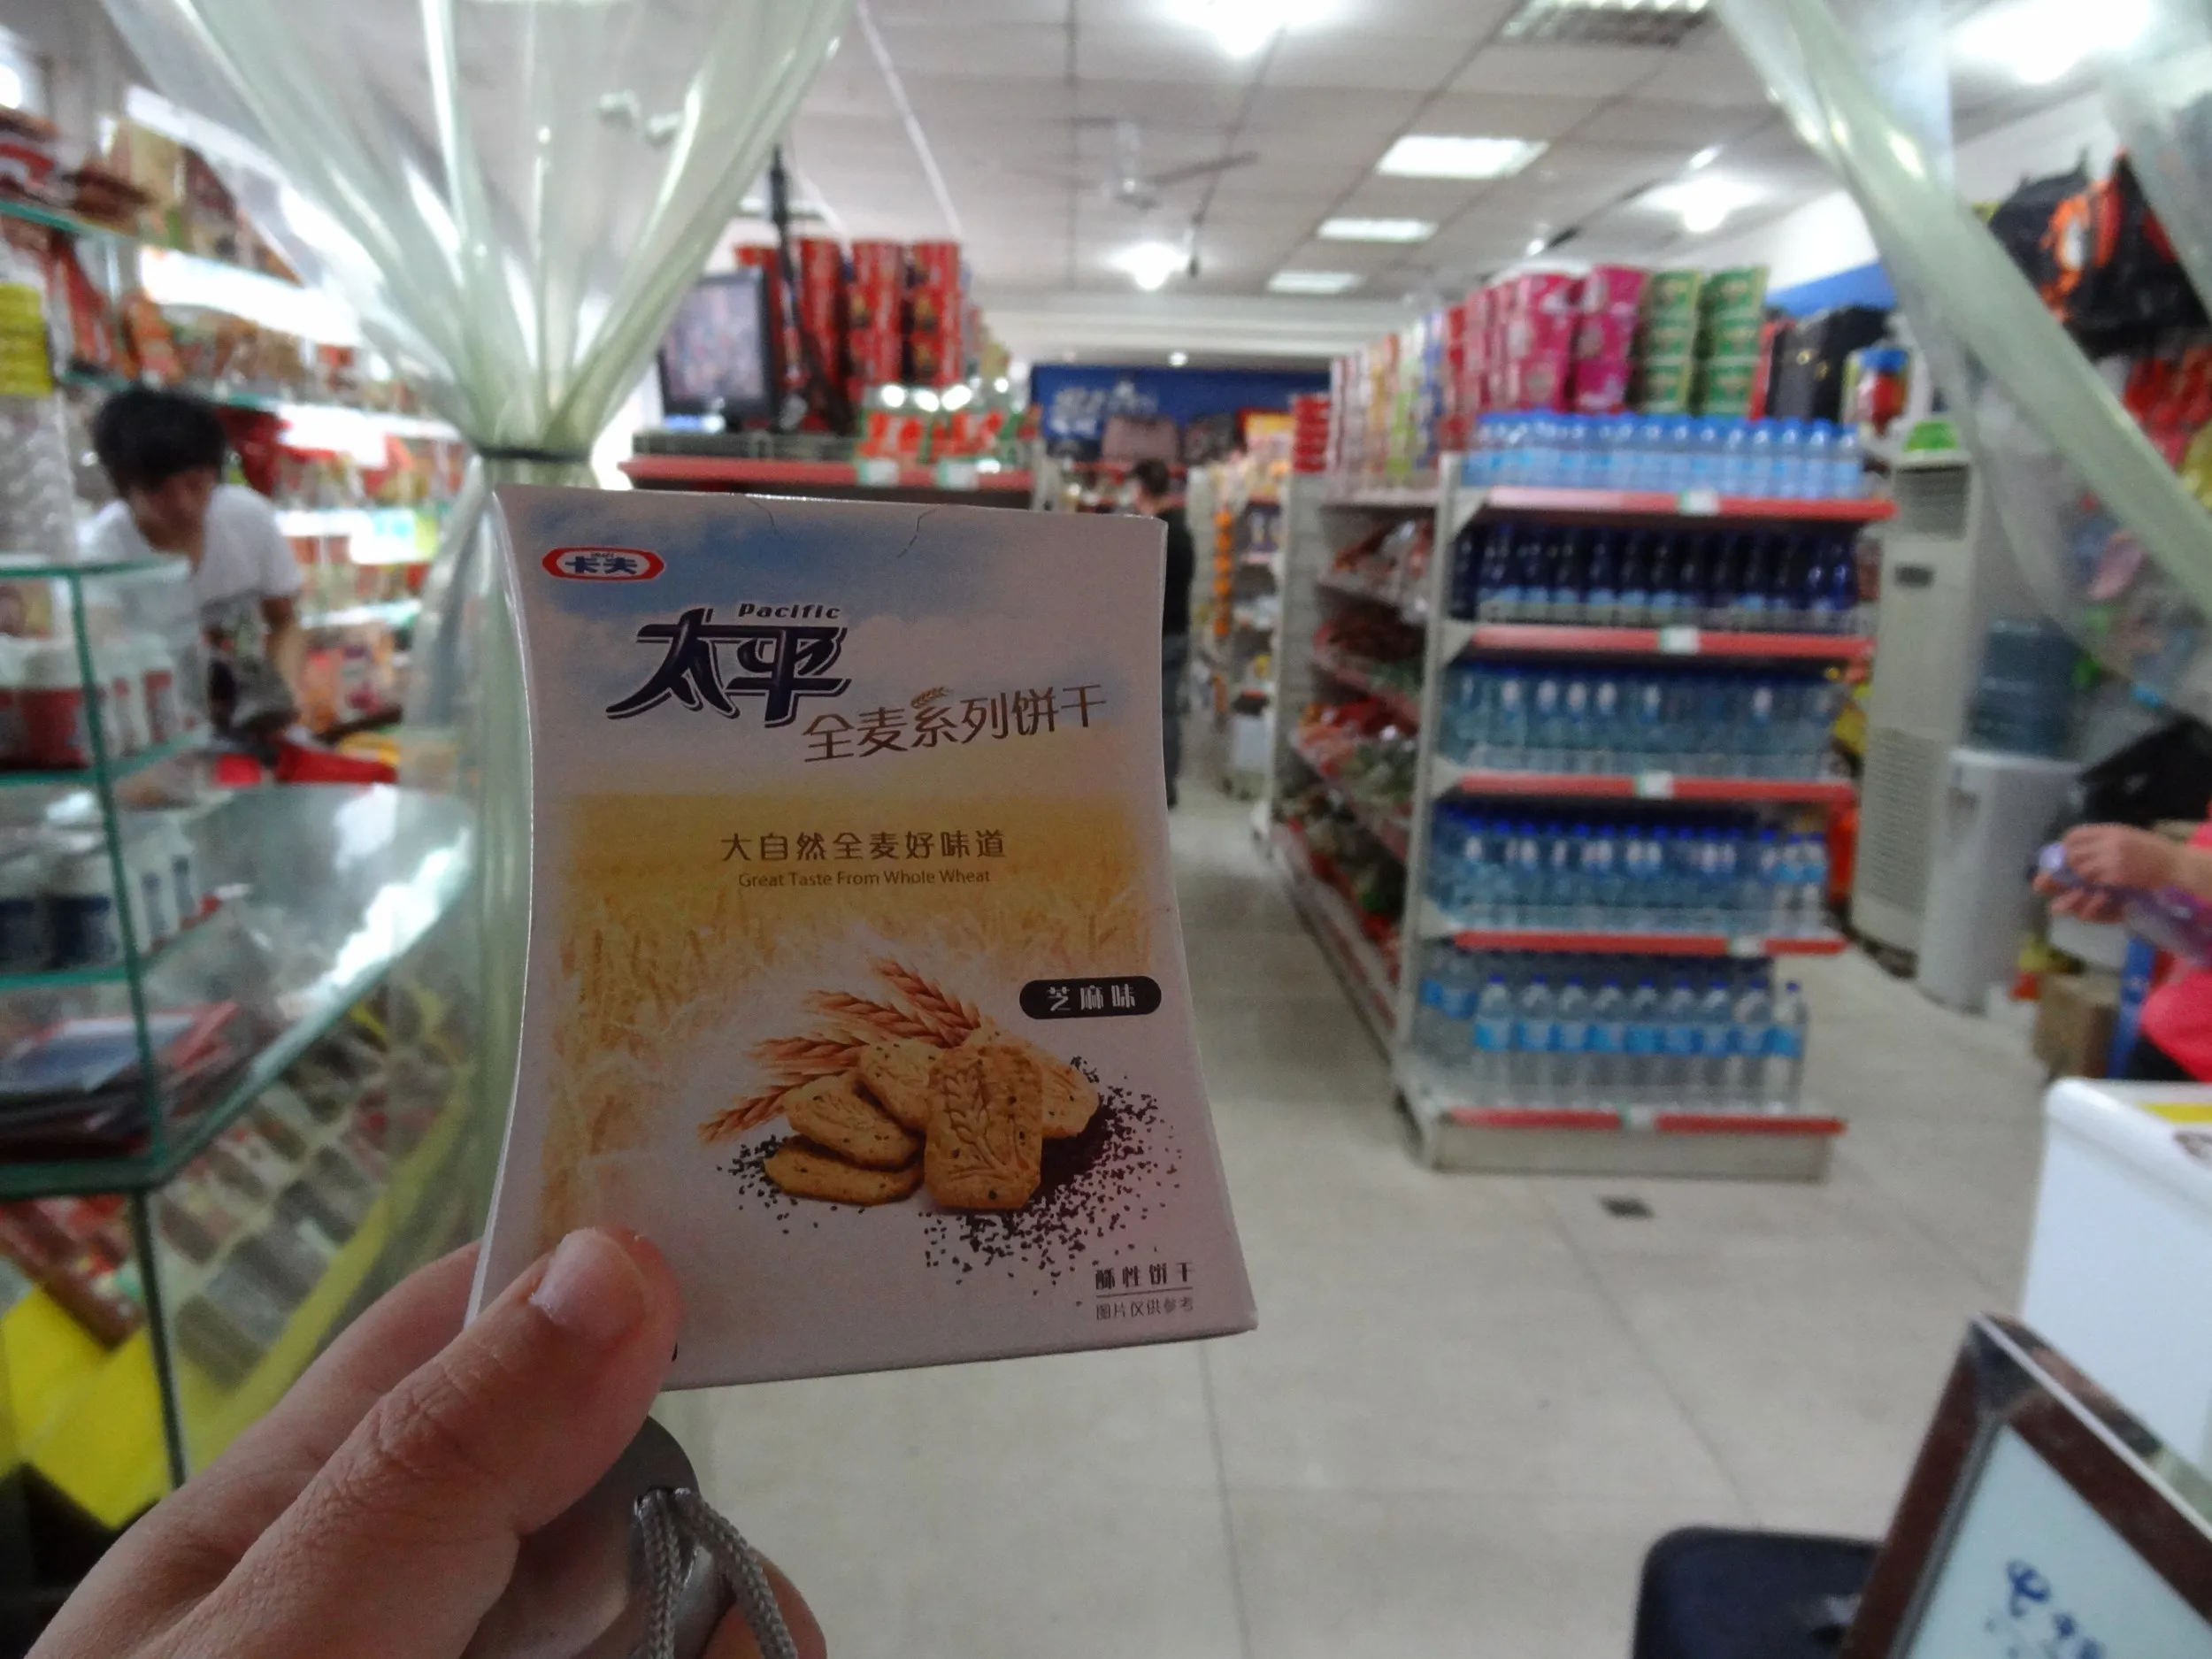 卡夫
Pacific
太平
全麦系列饼干
大自然全麦好味道
Great Taste From Whole Wheat
芝麻味
酥性饼干
图片仅供参考